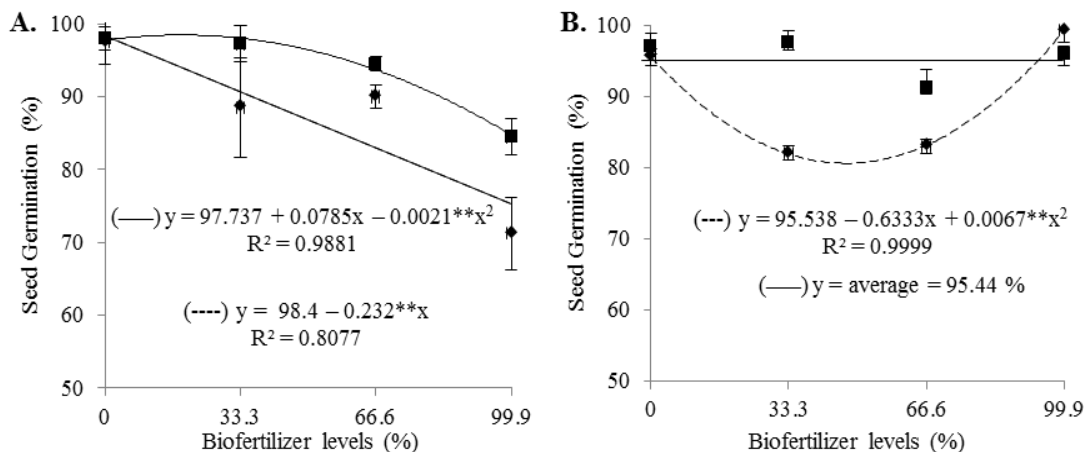 A.
100
90
80
70
60
50
Seed Germination (%)
(——) y = 97.737 + 0.0785x – 0.0021**x²
R² = 0.9881
(----) y = 98.4 – 0.232**x
R² = 0.8077
0 33.3 66.6 99.9
Biofertilizer levels (%)
B.
100
90
80
70
60
50
Seed Germination (%)
(---) y = 95.538 – 0.6333x + 0.0067**x²
R² = 0.9999
(——) y = average = 95.44 %
0 33.3 66.6 99.9
Biofertilizer levels (%)